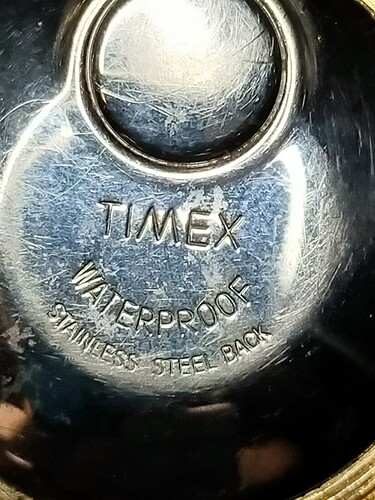 TIMEX
WATERPROOF
STAINLESS STEEL BACK